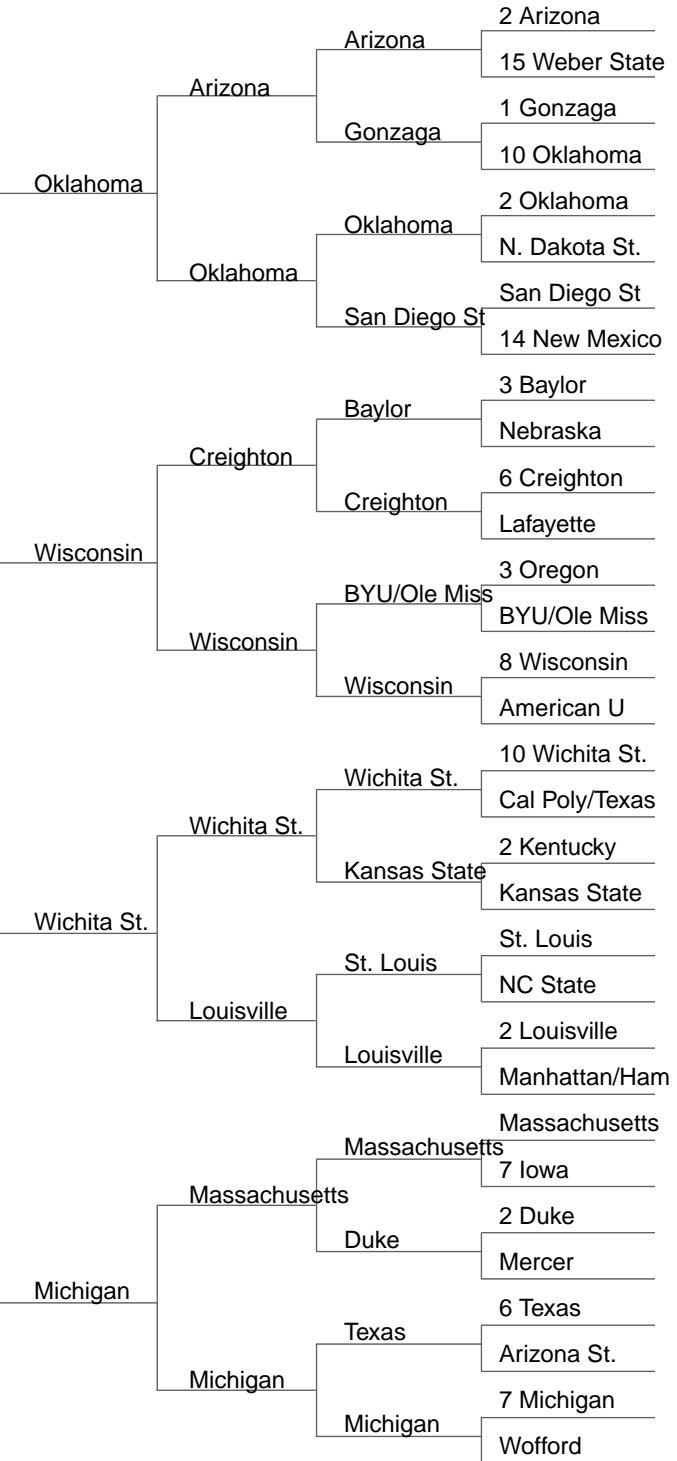 2 Arizona
Arizona
15 Weber State
Arizona
1 Gonzaga
Gonzaga
10 Oklahoma
Oklahoma
2 Oklahoma
Oklahoma
N. Dakota St.
Oklahoma
San Diego St
San Diego St
14 New Mexico
3 Baylor
Baylor
Nebraska
Creighton
6 Creighton
Creighton
Lafayette
Wisconsin
3 Oregon
BYU/Ole Miss
BYU/Ole Miss
Wisconsin
8 Wisconsin
Wisconsin
American U
10 Wichita St.
Wichita St.
Cal Poly/Texas
Wichita St.
2 Kentucky
Kansas State
Kansas State
Wichita St.
St. Louis
St. Louis
NC State
Louisville
2 Louisville
Louisville
Manhattan/Ham
Massachusetts
Massachusetts
7 Iowa
Massachusetts
2 Duke
Duke
Mercer
Michigan
6 Texas
Texas
Arizona St.
Michigan
7 Michigan
Michigan
Wofford